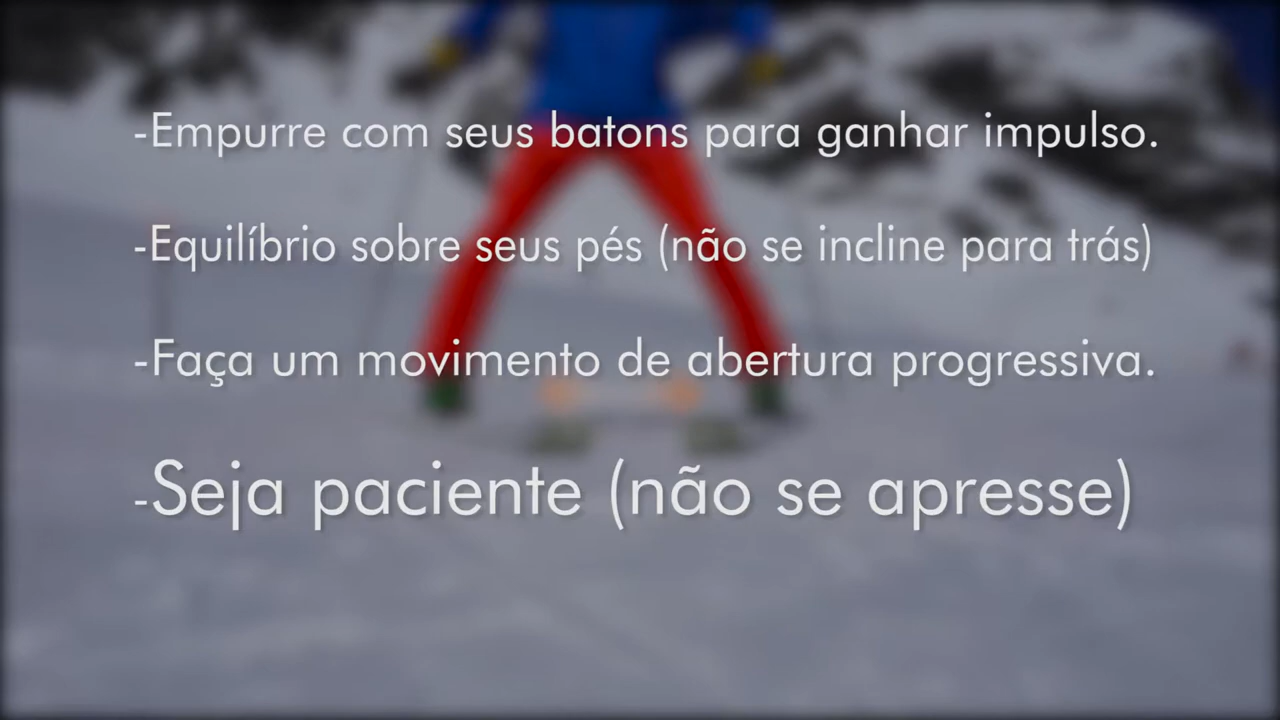 -Empurre com seus batons para ganhar impulso.
-Equilíbrio sobre seus pés (não se incline para trás)
-Faça um movimento de abertura progressiva.
-Seja paciente (não se apresse)